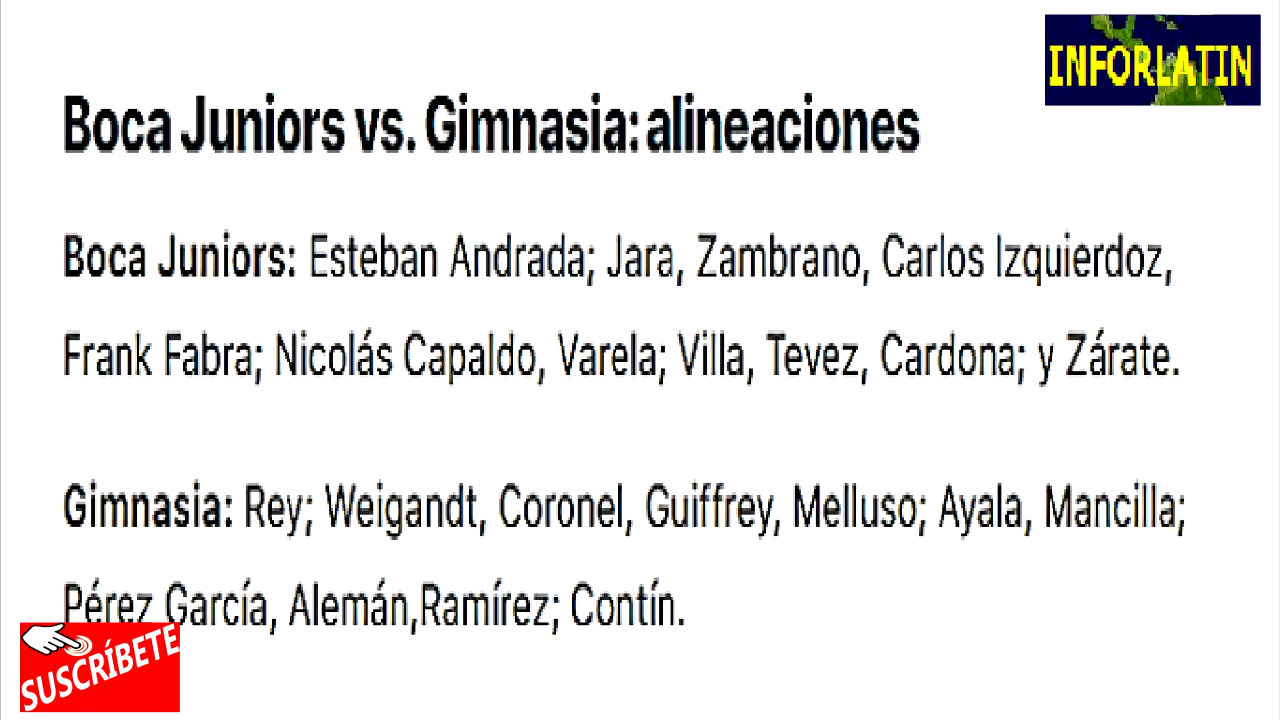 INFORLATIN
Boca Juniors vs. Gimnasia: alineaciones
Boca Juniors: Esteban Andrada; Jara, Zambrano, Carlos Izquierdoz,
Frank Fabra; Nicolás Capaldo, Varela; Villa, Tevez, Cardona; y Zárate.
Gimnasia: Rey; Weigandt, Coronel, Guiffrey, Melluso; Ayala, Mancilla;
Pérez García, Alemán,Ramírez; Contín.
SUSCRÍBETE